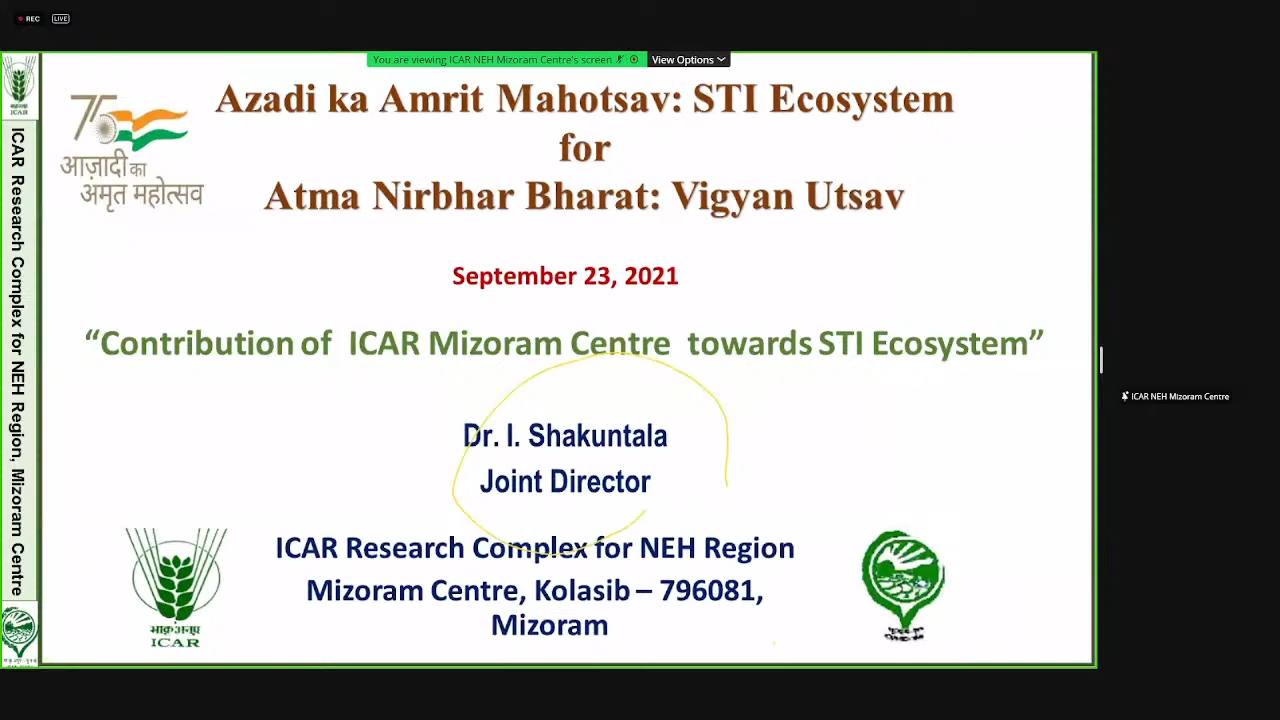 REC
LIVE
You are viewing ICAR NEH Mizoram Centre's screen
View Options
ICAR
ICAR Research Complex for NEH Region, Mizoram Centre
75
आज़ादी का
अमृत महोत्सव
Azadi ka Amrit Mahotsav: STI Ecosystem
for
Atma Nirbhar Bharat: Vigyan Utsav
September 23, 2021
“Contribution of ICAR Mizoram Centre towards STI Ecosystem”
Dr. I. Shakuntala
Joint Director
ICAR Research Complex for NEH Region
Mizoram Centre, Kolasib – 796081,
Mizoram
भाकृअनुप
ICAR
ICAR NEH Mizoram Centre